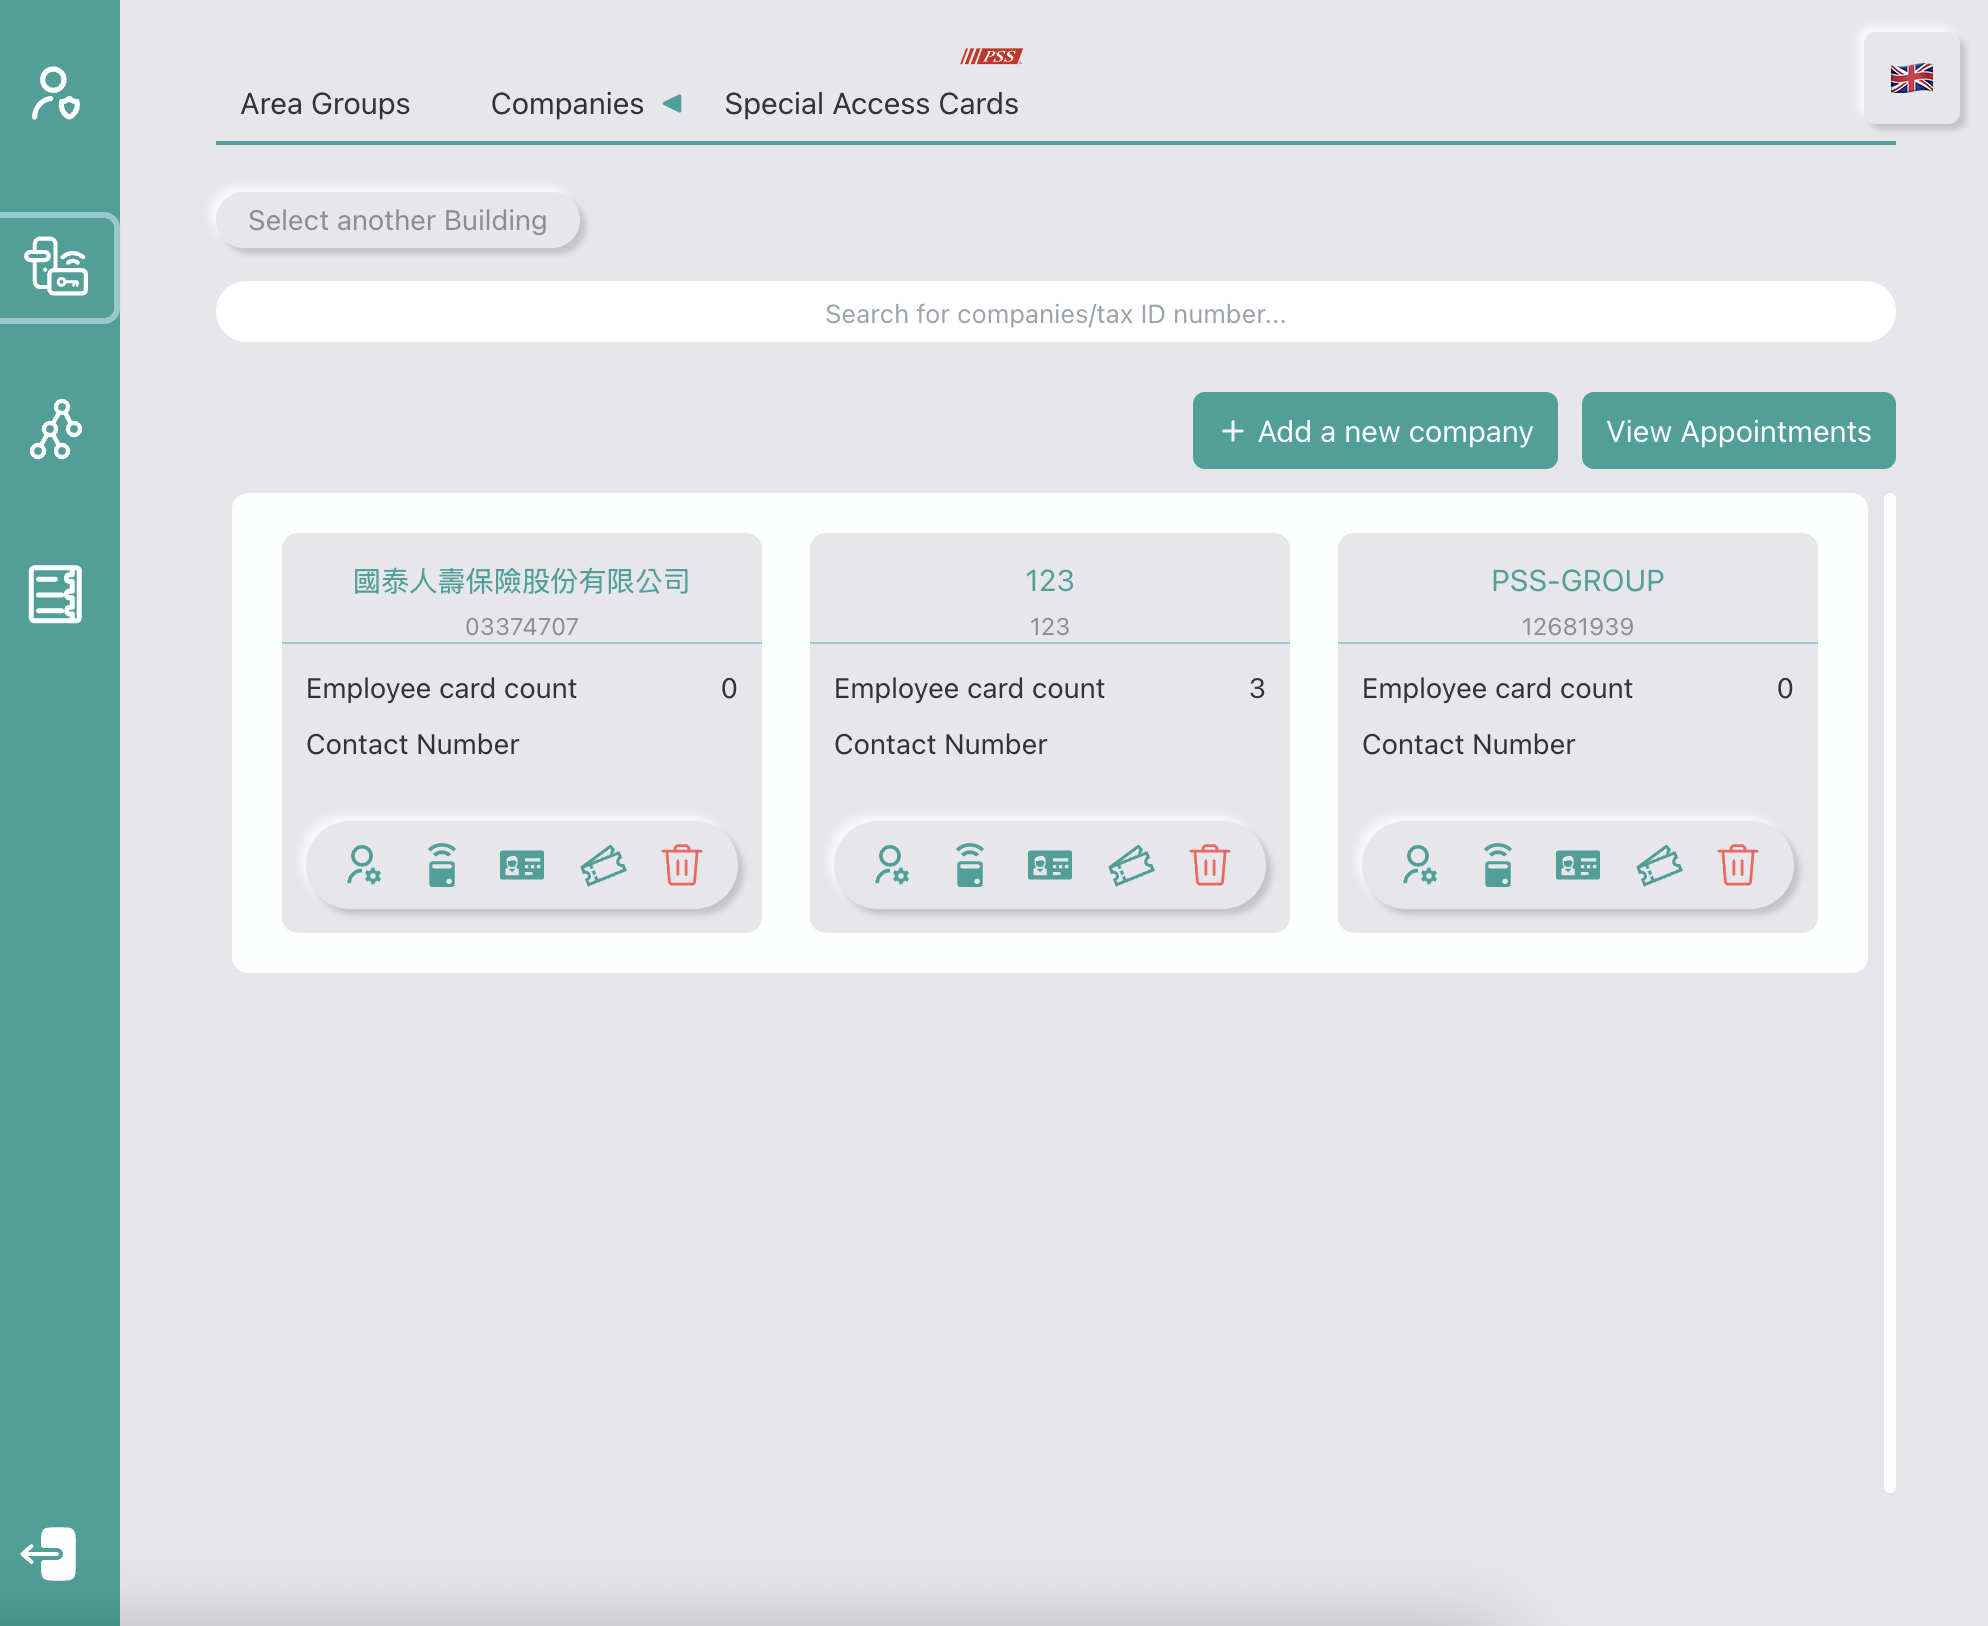 PSS
Area Groups Companies Special Access Cards
Select another Building
Search for companies/tax ID number...
+ Add a new company View Appointments
國泰人壽保險股份有限公司
03374707
Employee card count 0
Contact Number
123
123
Employee card count 3
Contact Number
PSS-GROUP
12681939
Employee card count 0
Contact Number